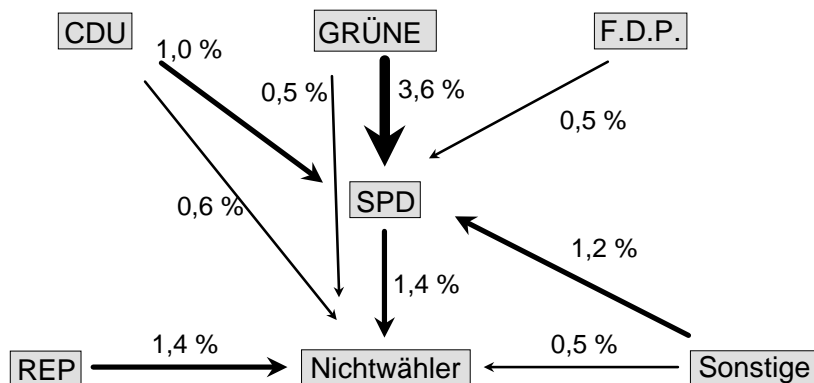 CDU
GRÜNE
F.D.P.
1,0 %
0,5 %
3,6 %
0,5 %
SPD
0,6 %
1,2 %
1,4 %
REP
1,4 %
Nichtwähler
0,5 %
Sonstige